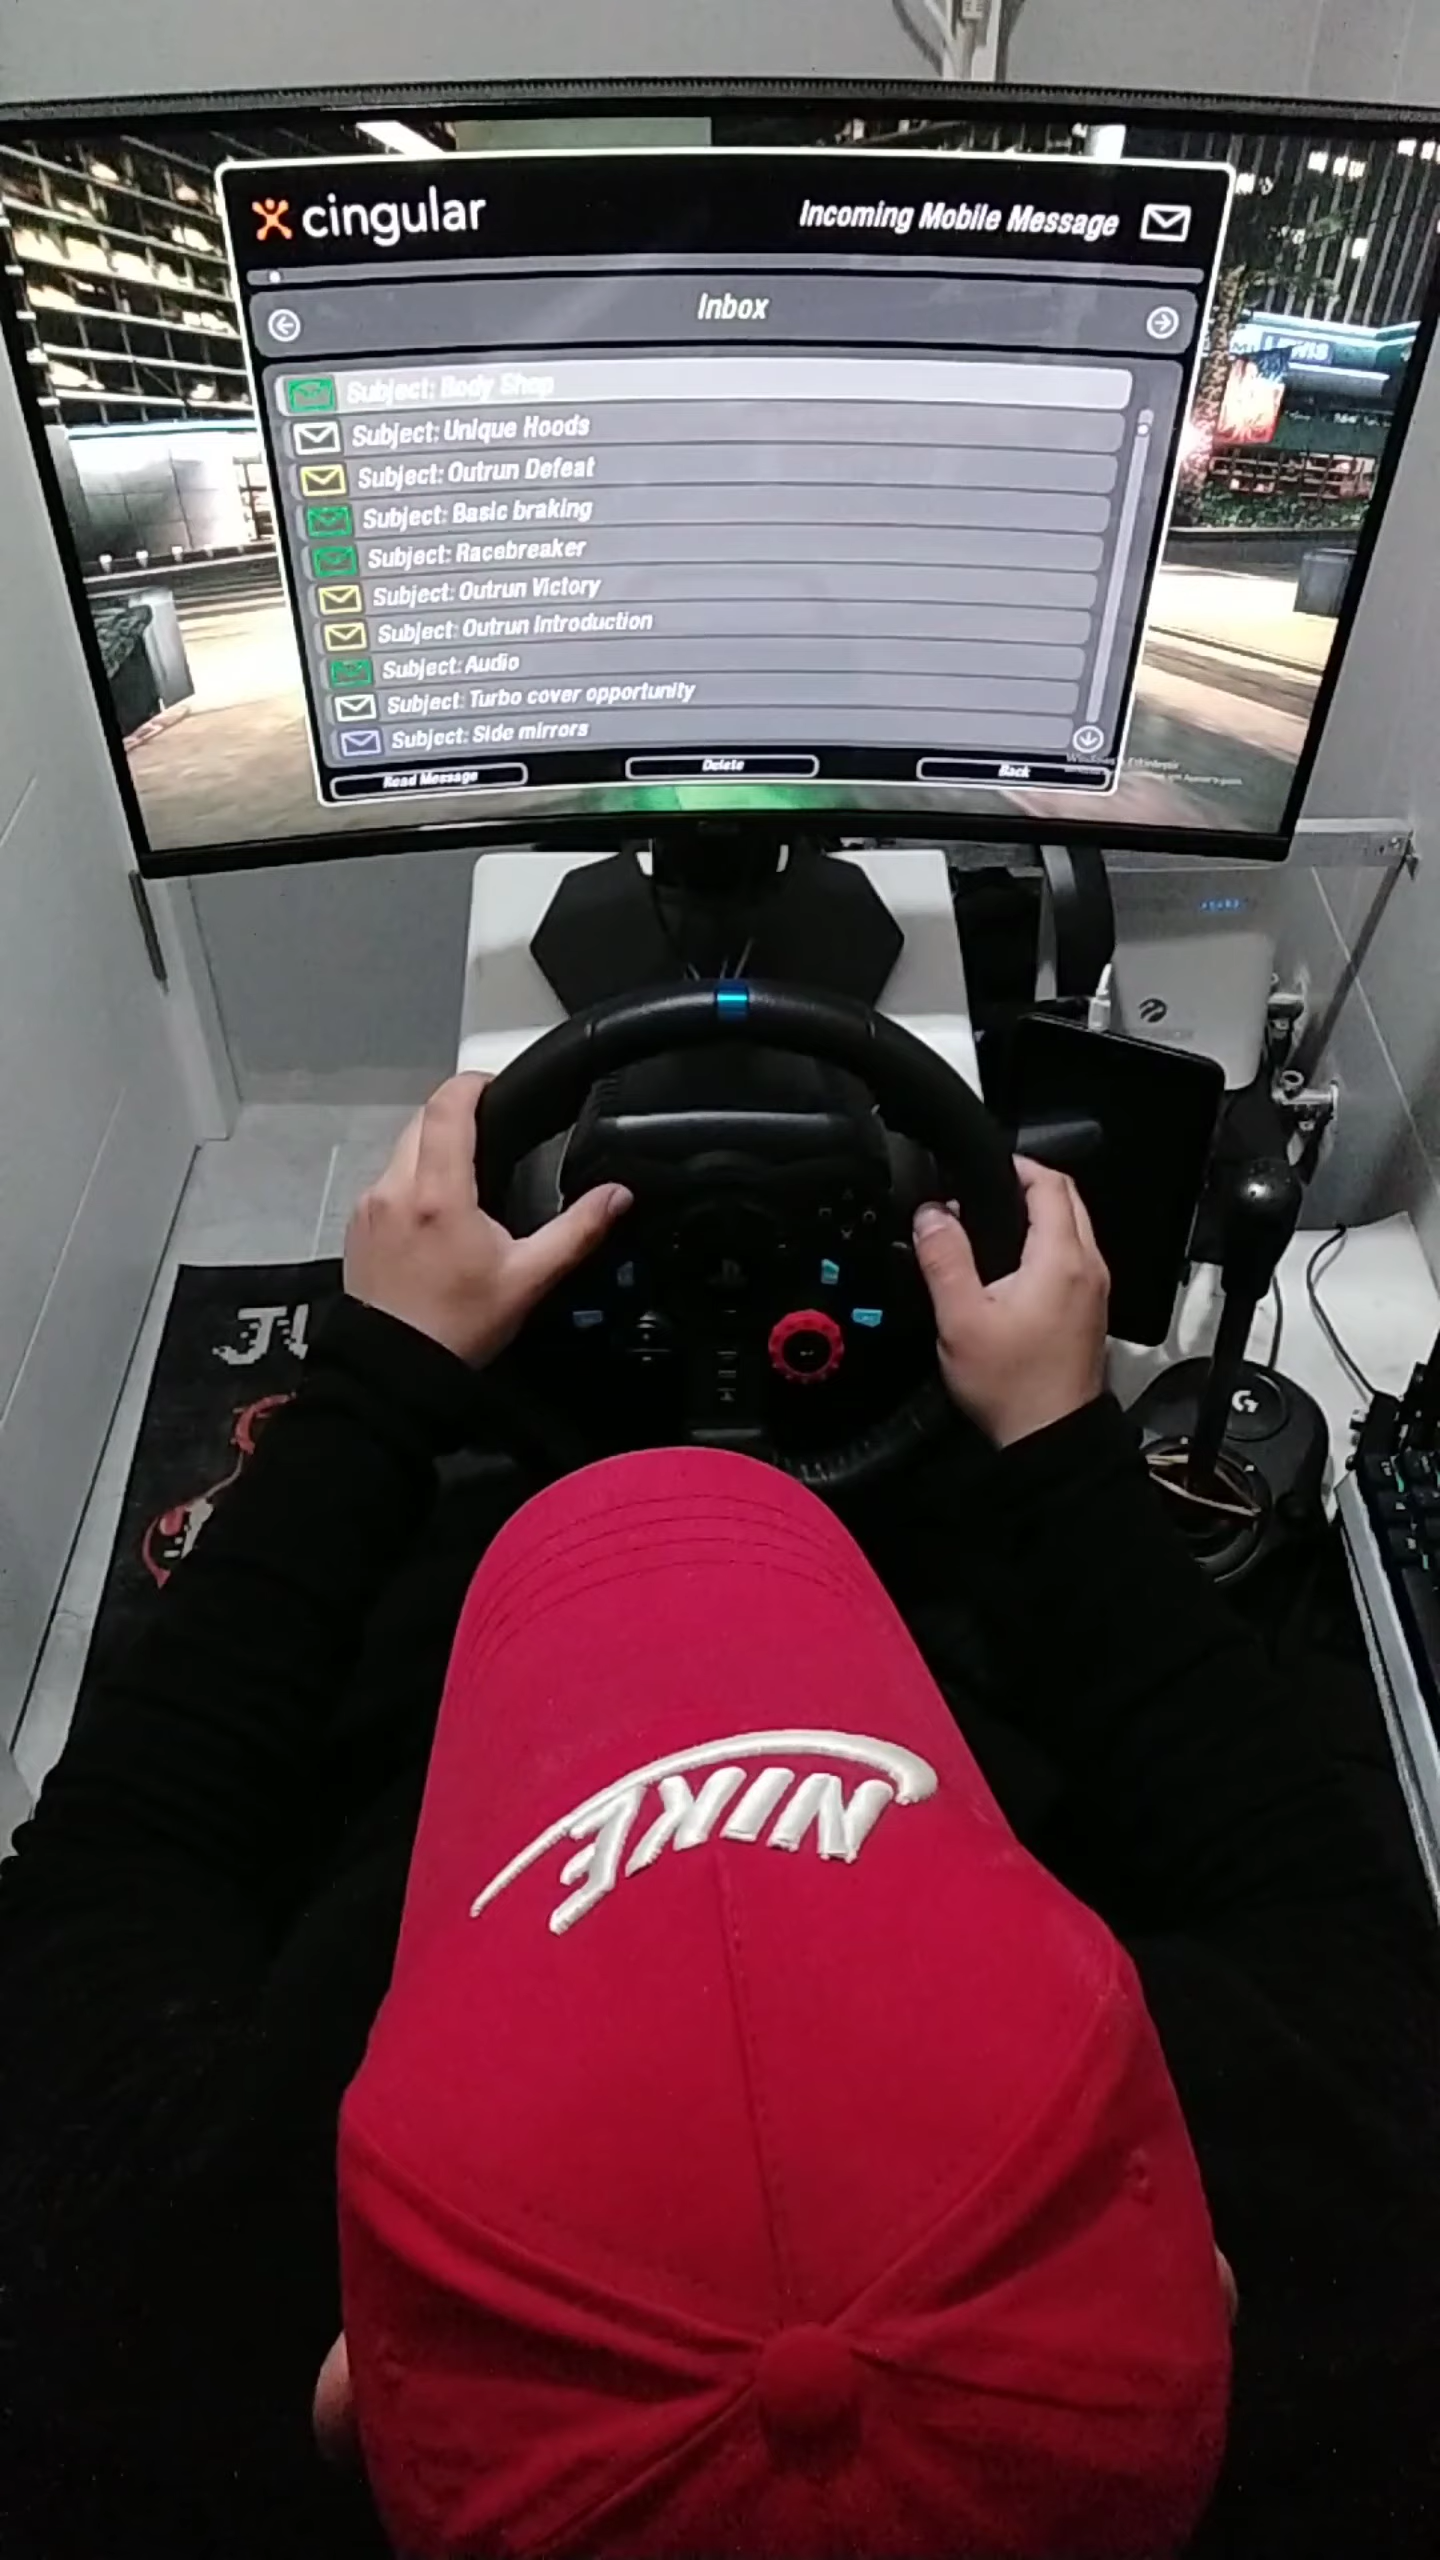 cingular
Incoming Mobile Message
Inbox
Subject: Body Shop
Subject: Unique Hoods
Subject: Outrun Defeat
Subject: Basic braking
Subject: Racebreaker
Subject: Outrun Victory
Subject: Outrun Introduction
Subject: Audio
Subject: Turbo cover opportunity
Subject: Side mirrors
Read Message
Delete
Back
G
NIKE